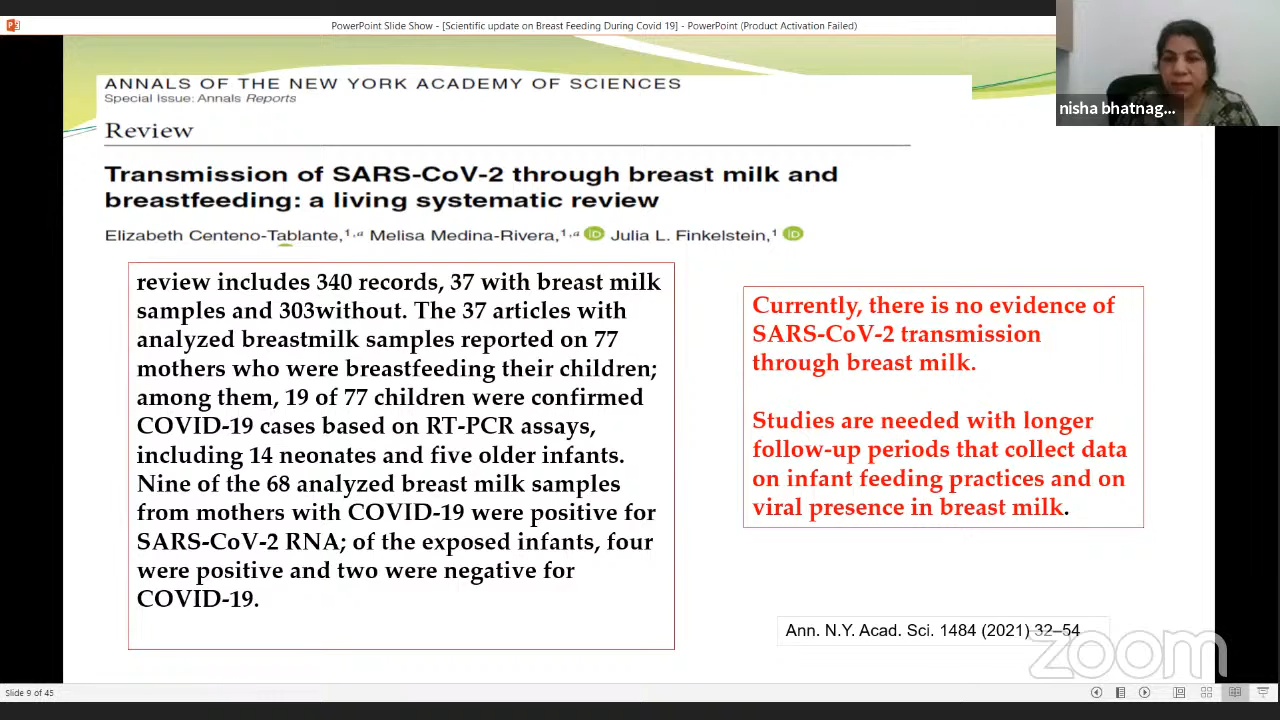 PowerPoint Slide Show - [Scientific update on Breast Feeding During Covid 19] - PowerPoint (Product Activation Failed)
nisha bhatnag...
ANNALS OF THE NEW YORK ACADEMY OF SCIENCES
Special Issue: Annals Reports
Review
Transmission of SARS-CoV-2 through breast milk and
breastfeeding: a living systematic review
Elizabeth Centeno-Tablante,1,a Melisa Medina-Rivera,1,a iD Julia L. Finkelstein,1 iD
review includes 340 records, 37 with breast milk
samples and 303without. The 37 articles with
analyzed breastmilk samples reported on 77
mothers who were breastfeeding their children;
among them, 19 of 77 children were confirmed
COVID-19 cases based on RT-PCR assays,
including 14 neonates and five older infants.
Nine of the 68 analyzed breast milk samples
from mothers with COVID-19 were positive for
SARS-CoV-2 RNA; of the exposed infants, four
were positive and two were negative for
COVID-19.
Currently, there is no evidence of
SARS-CoV-2 transmission
through breast milk.
Studies are needed with longer
follow-up periods that collect data
on infant feeding practices and on
viral presence in breast milk.
Ann. N.Y. Acad. Sci. 1484 (2021) 32–54
zoom
Slide 9 of 45